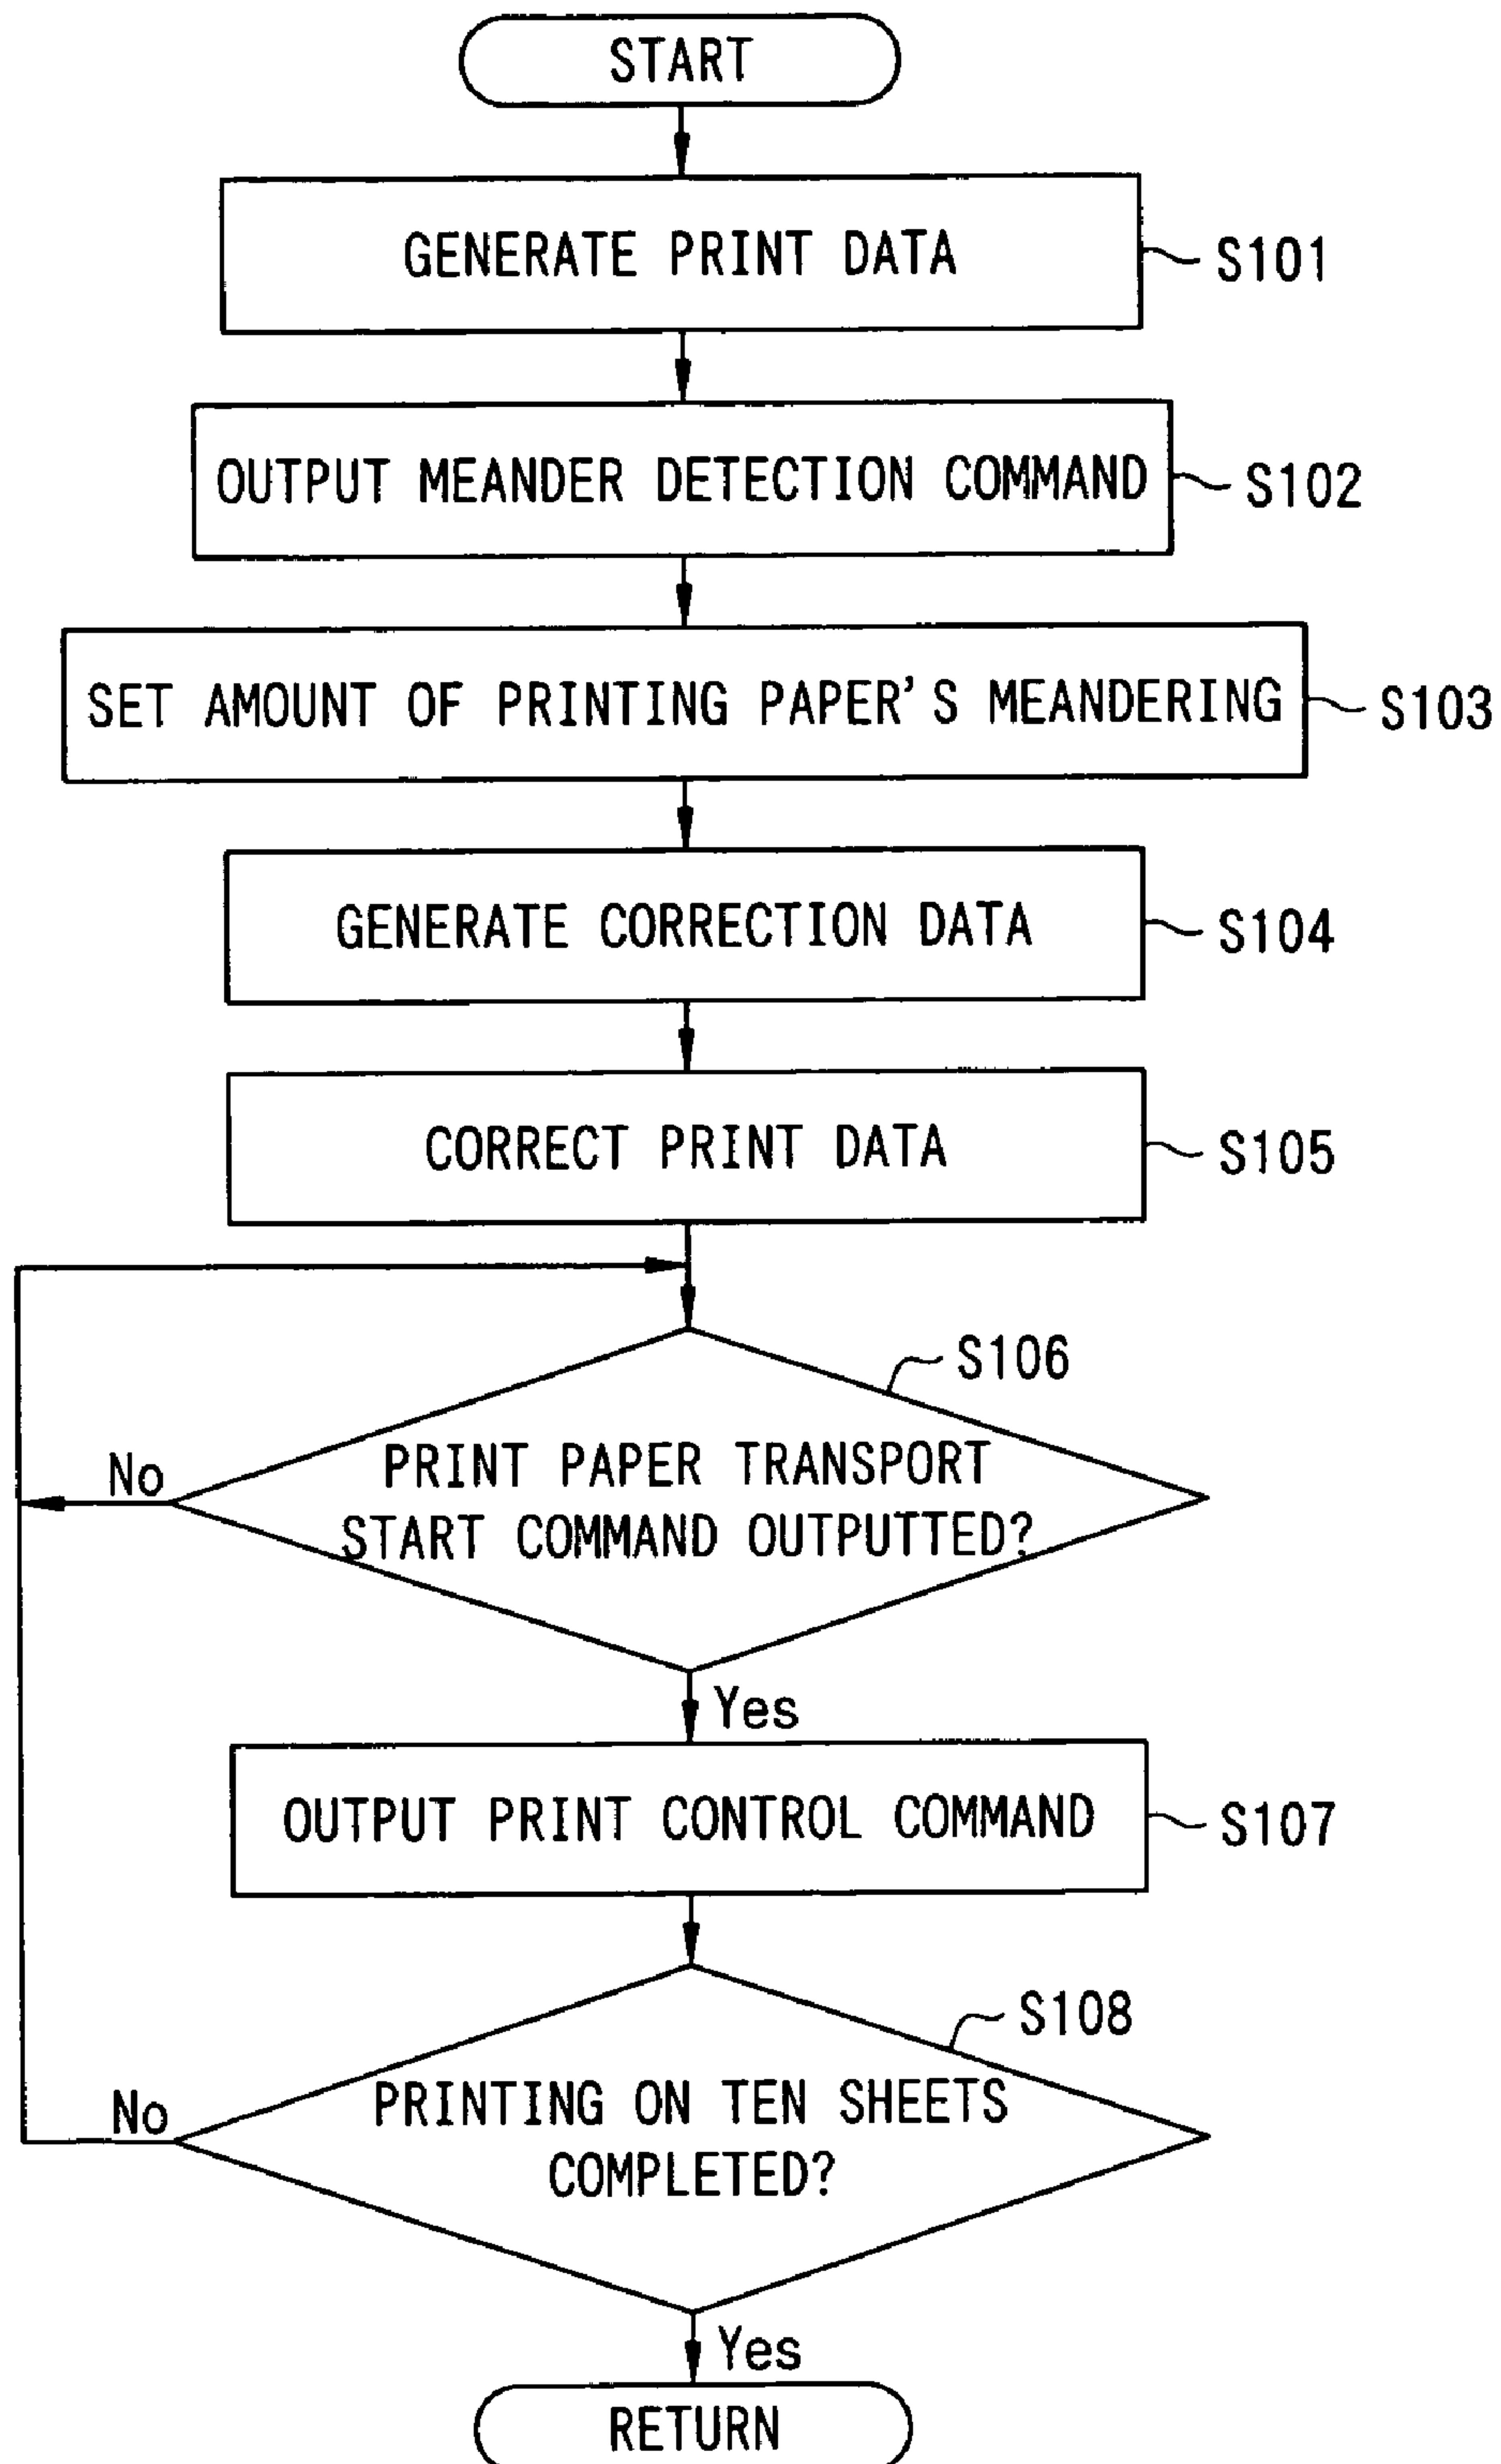 START
GENERATE PRINT DATA
S101
OUTPUT MEANDER DETECTION COMMAND
S102
SET AMOUNT OF PRINTING PAPER'S MEANDERING
S103
GENERATE CORRECTION DATA
S104
CORRECT PRINT DATA
S105
S106
PRINT PAPER TRANSPORT
START COMMAND OUTPUTTED?
No
Yes
OUTPUT PRINT CONTROL COMMAND
S107
S108
PRINTING ON TEN SHEETS
COMPLETED?
No
Yes
RETURN